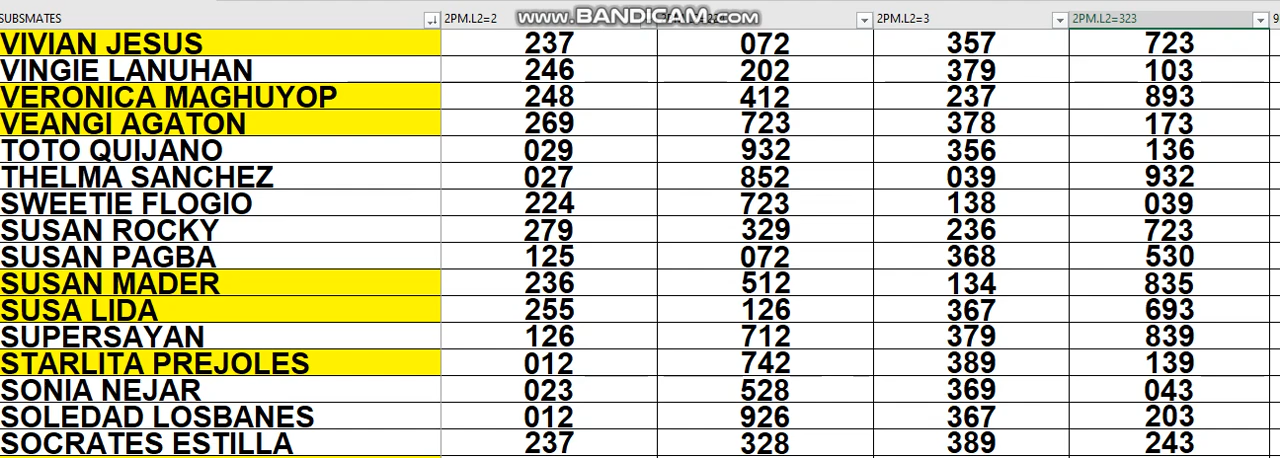 SUBSMATES 2PM.L2=2 2PM.L2=3 2PM.L2=323 9
www.BANDICAM.com
VIVIAN JESUS 237 072 357 723
VINGIE LANUHAN 246 202 379 103
VERONICA MAGHUYOP 248 412 237 893
VEANGI AGATON 269 723 378 173
TOTO QUIJANO 029 932 356 136
THELMA SANCHEZ 027 852 039 932
SWEETIE FLOGIO 224 723 138 039
SUSAN ROCKY 279 329 236 723
SUSAN PAGBA 125 072 368 530
SUSAN MADER 236 512 134 835
SUSA LIDA 255 126 367 693
SUPERSAYAN 126 712 379 839
STARLITA PREJOLES 012 742 389 139
SONIA NEJAR 023 528 369 043
SOLEDAD LOSBANES 012 926 367 203
SOCRATES ESTILLA 237 328 389 243